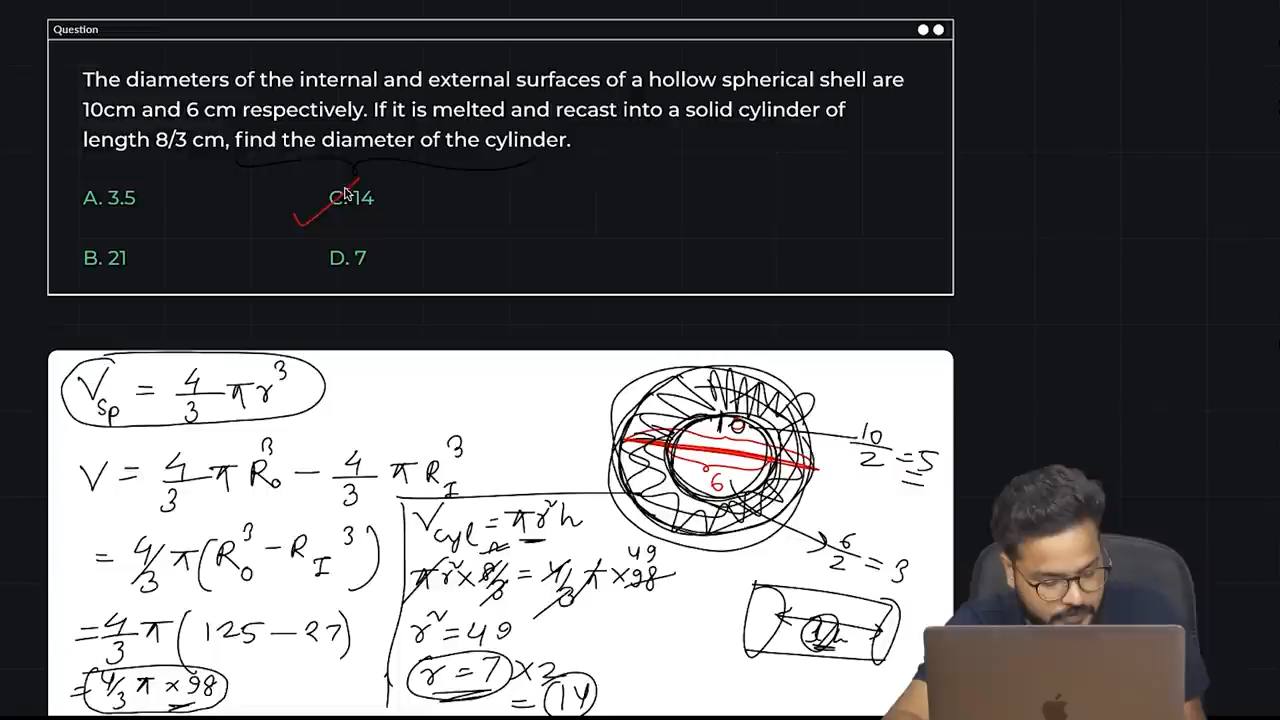 Question
The diameters of the internal and external surfaces of a hollow spherical shell are
10cm and 6 cm respectively. If it is melted and recast into a solid cylinder of
length 8/3 cm, find the diameter of the cylinder.
A. 3.5
C. 14
B. 21
D. 7
V_sp = 4/3 πr³
V = 4/3 πR₀³ − 4/3 πR_I³
= 4/3 π(R₀³ − R_I³)
= 4/3 π(125 − 27)
= 4/3 π × 98
V_cyl = πr²h
πr² × 8/3 = 4/3 π × 98
49
r² = 49
r = 7 × 2
= 14
10/2 = 5
6
6/2 = 3